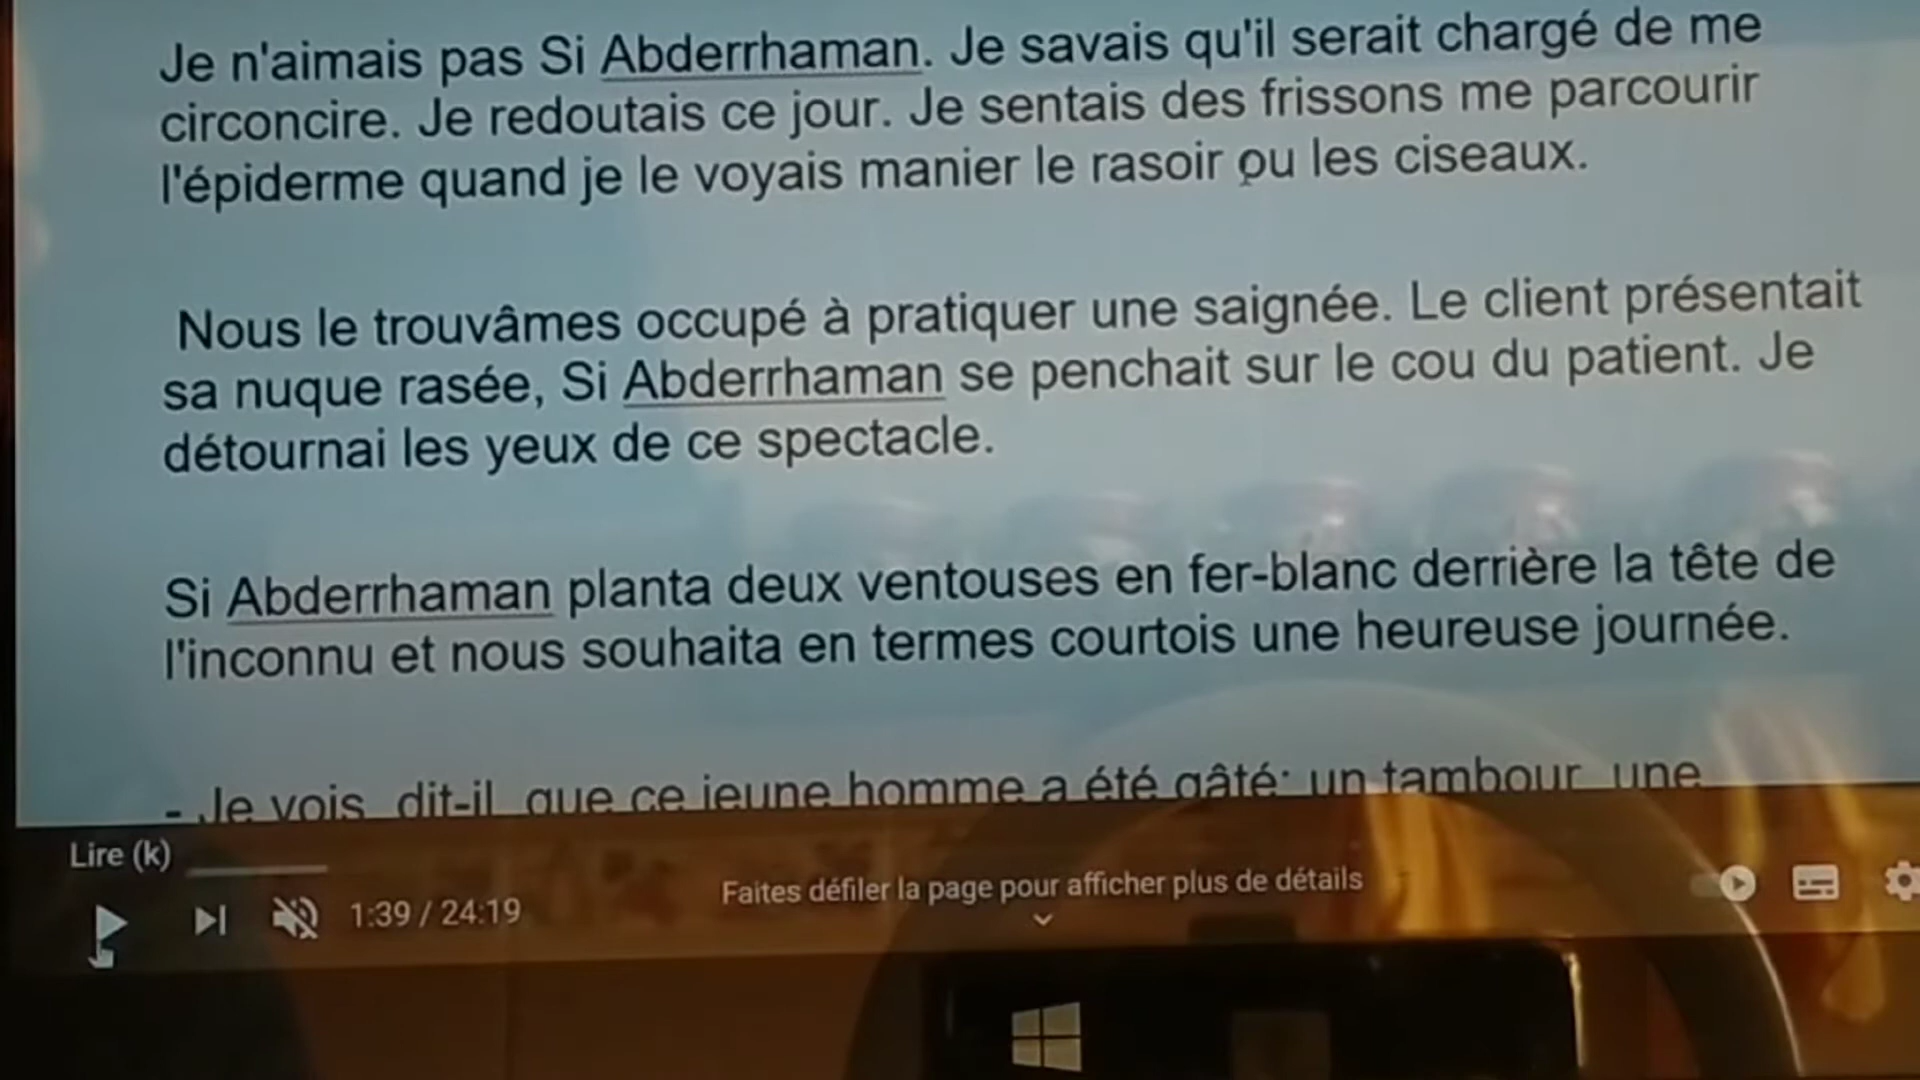 Je n'aimais pas Si Abderrhaman. Je savais qu'il serait chargé de me
circoncire. Je redoutais ce jour. Je sentais des frissons me parcourir
l'épiderme quand je le voyais manier le rasoir ou les ciseaux.
Nous le trouvâmes occupé à pratiquer une saignée. Le client présentait
sa nuque rasée, Si Abderrhaman se penchait sur le cou du patient. Je
détournai les yeux de ce spectacle.
Si Abderrhaman planta deux ventouses en fer-blanc derrière la tête de
l'inconnu et nous souhaita en termes courtois une heureuse journée.
- Je vois, dit-il, que ce jeune homme a été gâté: un tambour, une
Lire (k)
1:39 / 24:19
Faites défiler la page pour afficher plus de détails